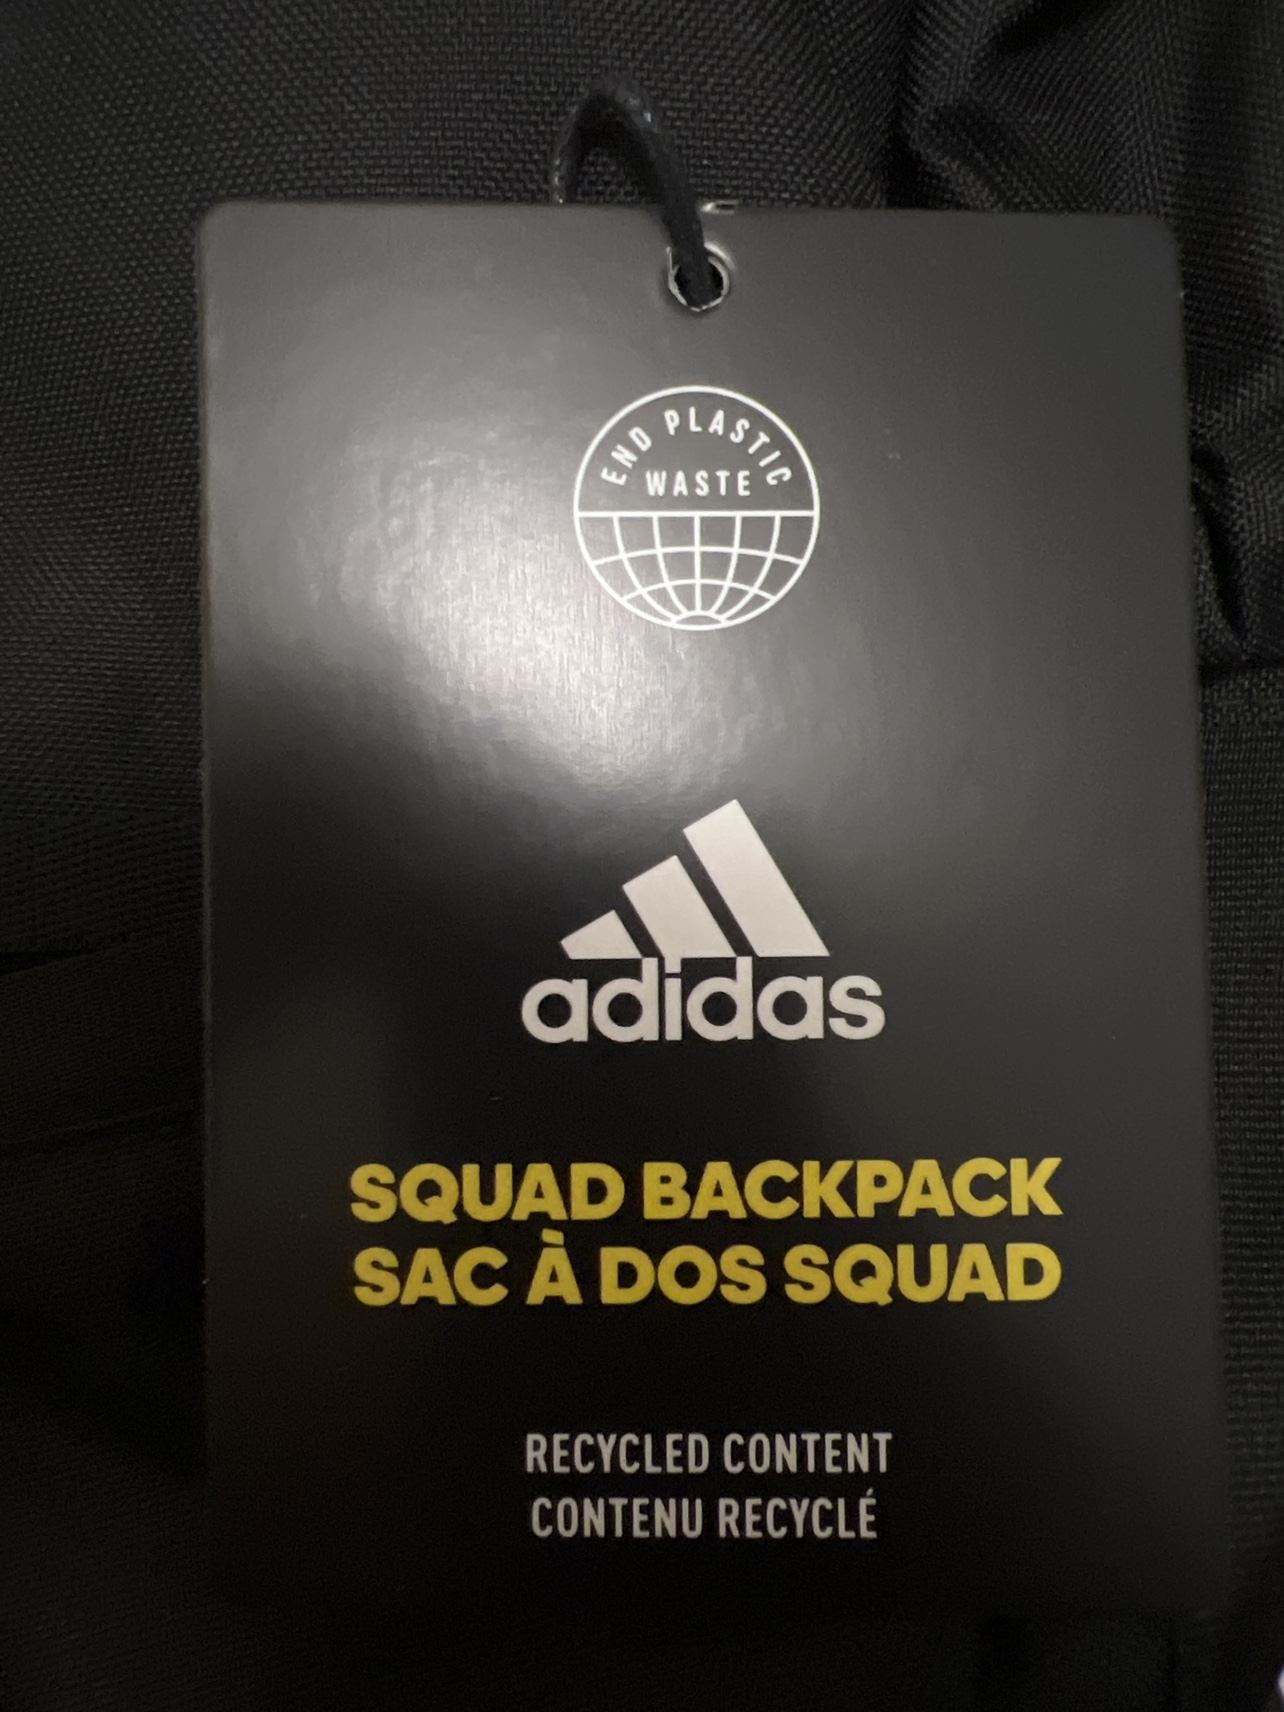 END PLASTIC
WASTE
adidas
SQUAD BACKPACK
SAC À DOS SQUAD
RECYCLED CONTENT
CONTENU RECYCLÉ